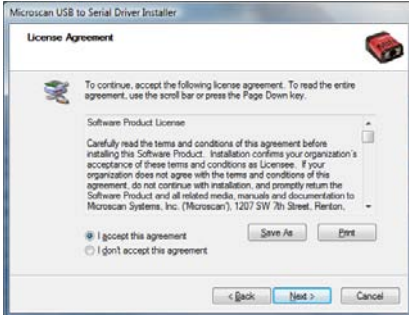 Microscan USB to Serial Driver Installer
License Agreement
To continue, accept the following license agreement. To read the entire
agreement, use the scroll bar or press the Page Down key.
Software Product License
Carefully read the terms and conditions of this agreement before
installing this Software Product. Installation confirms your organization's
acceptance of these terms and conditions as Licensee. If your
organization does not agree with the terms and conditions of this
agreement, do not continue with installation, and promptly return the
Software Product and all related media, manuals and documentation to
Microscan Systems, Inc. ('Microscan'), 1207 SW 7th Street, Renton,
I accept this agreement
I don't accept this agreement
Save As
Print
< Back
Next >
Cancel